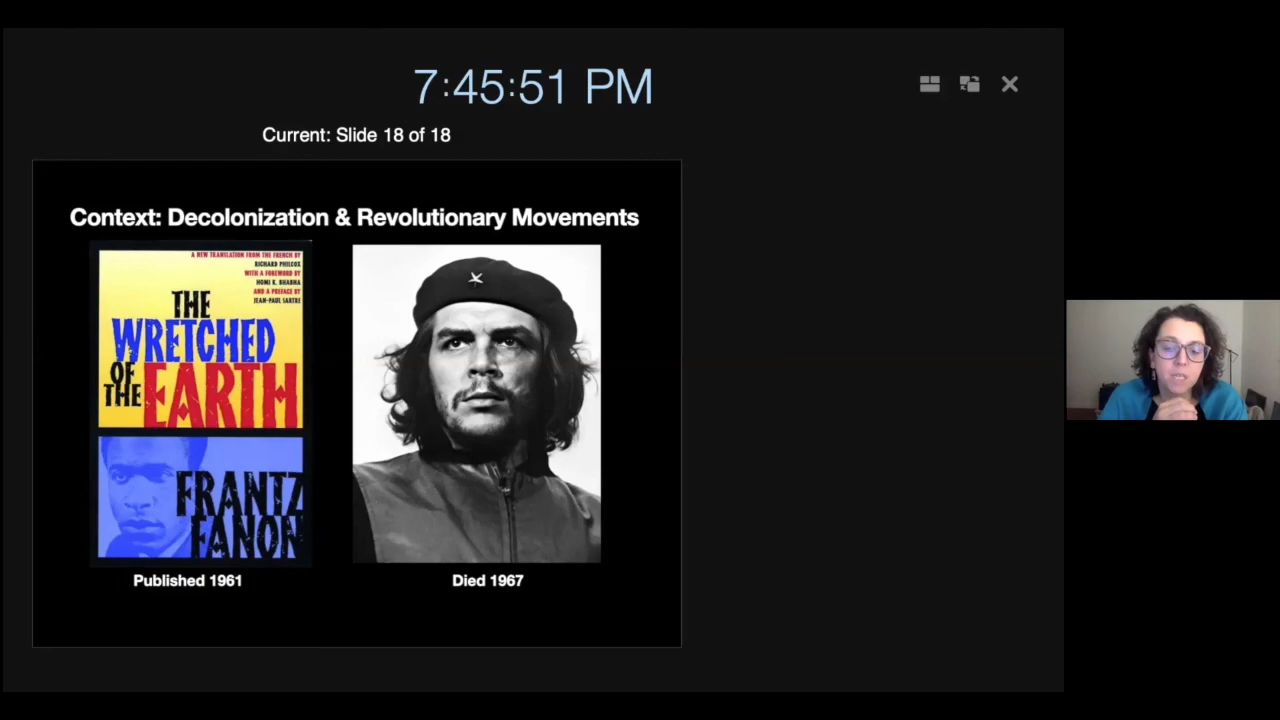 7:45:51 PM
Current: Slide 18 of 18
Context: Decolonization & Revolutionary Movements
A NEW TRANSLATION FROM THE FRENCH BY
RICHARD PHILCOX
WITH A FOREWORD BY
HOMI K. BHABHA
AND A PREFACE BY
JEAN-PAUL SARTRE
THE
WRETCHED
OF
THE
EARTH
FRANTZ
FANON
Published 1961
Died 1967